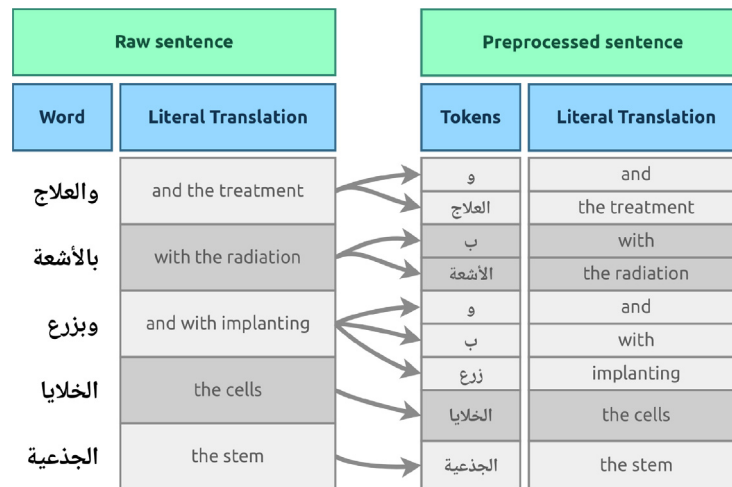 Raw sentence
Preprocessed sentence
Word
Literal Translation
Tokens
Literal Translation
والعلاج
and the treatment
و
and
العلاج
the treatment
بالأشعة
with the radiation
ب
with
الأشعة
the radiation
وبزرع
and with implanting
و
and
ب
with
زرع
implanting
الخلايا
the cells
الخلايا
the cells
الجذعية
the stem
الجذعية
the stem